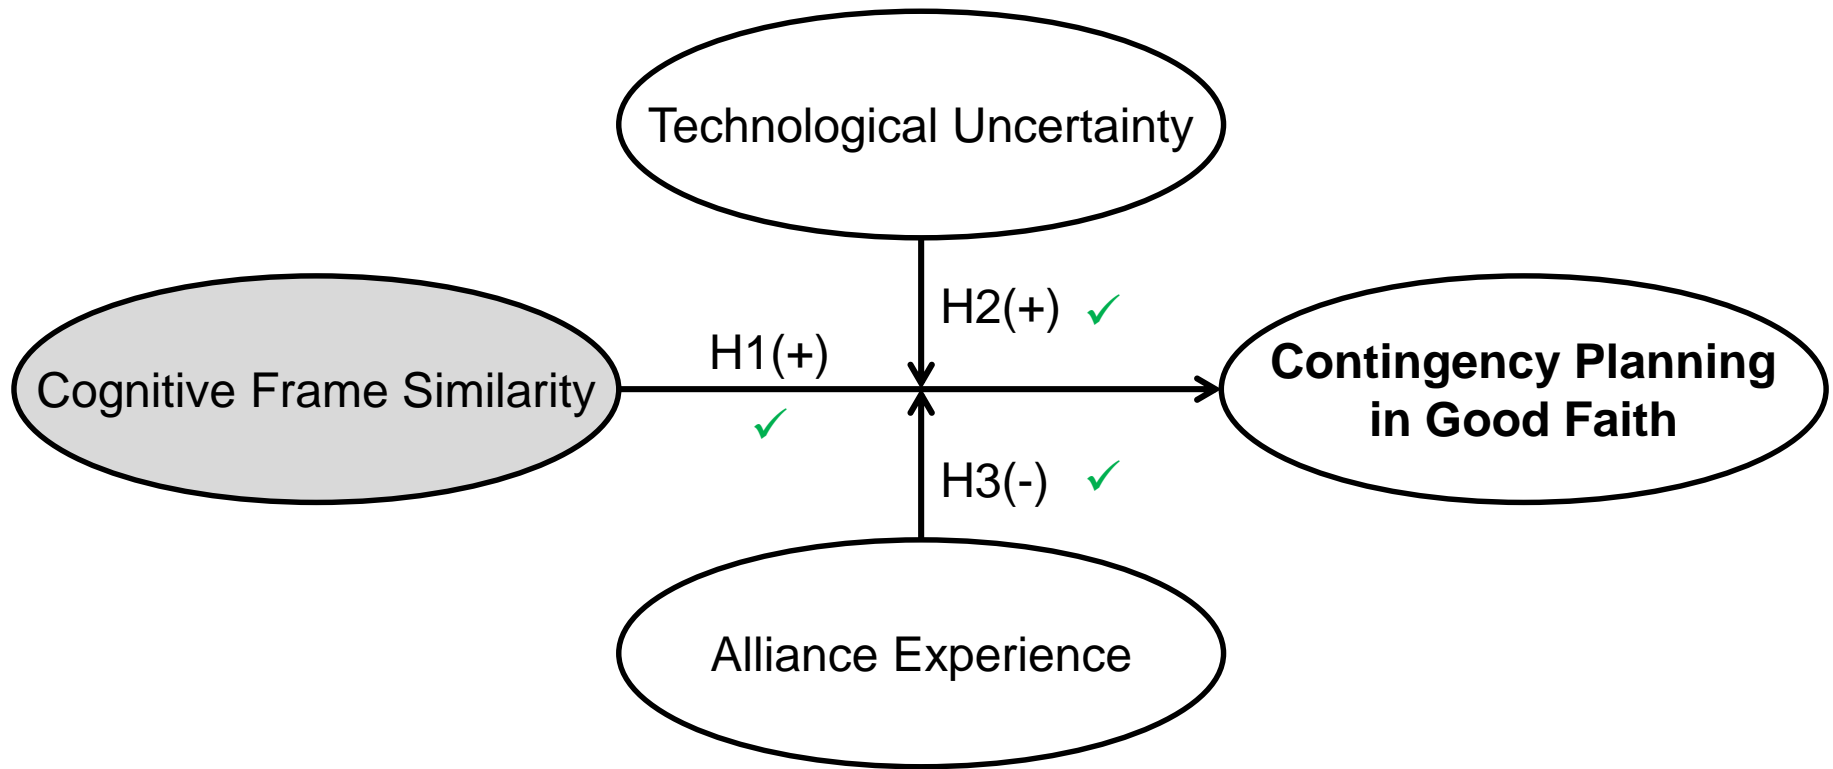 Technological Uncertainty
H2(+) ✓
H1(+)
Cognitive Frame Similarity
✓
Contingency Planning
in Good Faith
H3(-) ✓
Alliance Experience